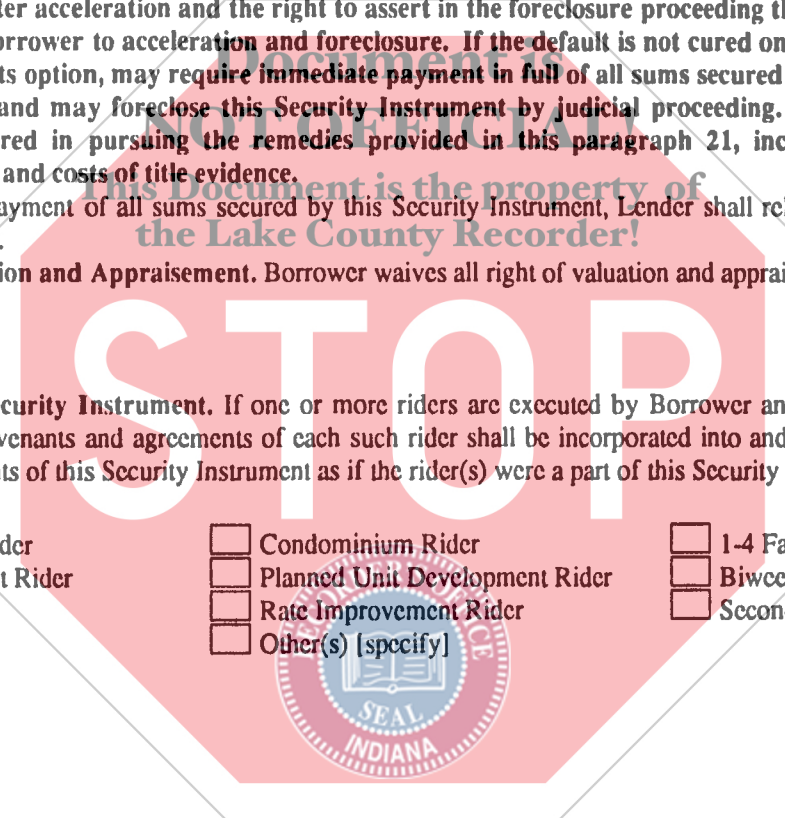 ter acceleration and the right to assert in the foreclosure proceeding th
orrower to acceleration and foreclosure. If the default is not cured on
Document is
ts option, may require immediate payment in full of all sums secured
and may foreclose this Security Instrument by judicial proceeding.
NOT OFFICIAL!
red in pursuing the remedies provided in this paragraph 21, inc
and costs of title evidence.
This Document is the property of
ayment of all sums secured by this Security Instrument, Lender shall rel
the Lake County Recorder!
ion and Appraisement. Borrower waives all right of valuation and apprai
STOP
curity Instrument. If one or more riders are executed by Borrower an
venants and agreements of each such rider shall be incorporated into and
ts of this Security Instrument as if the rider(s) were a part of this Security
der Condominium Rider 1-4 Fa
t Rider Planned Unit Development Rider Biwee
Rate Improvement Rider Secon
Other(s) [specify]
RECORDER'S OFFICE
SEAL
INDIANA